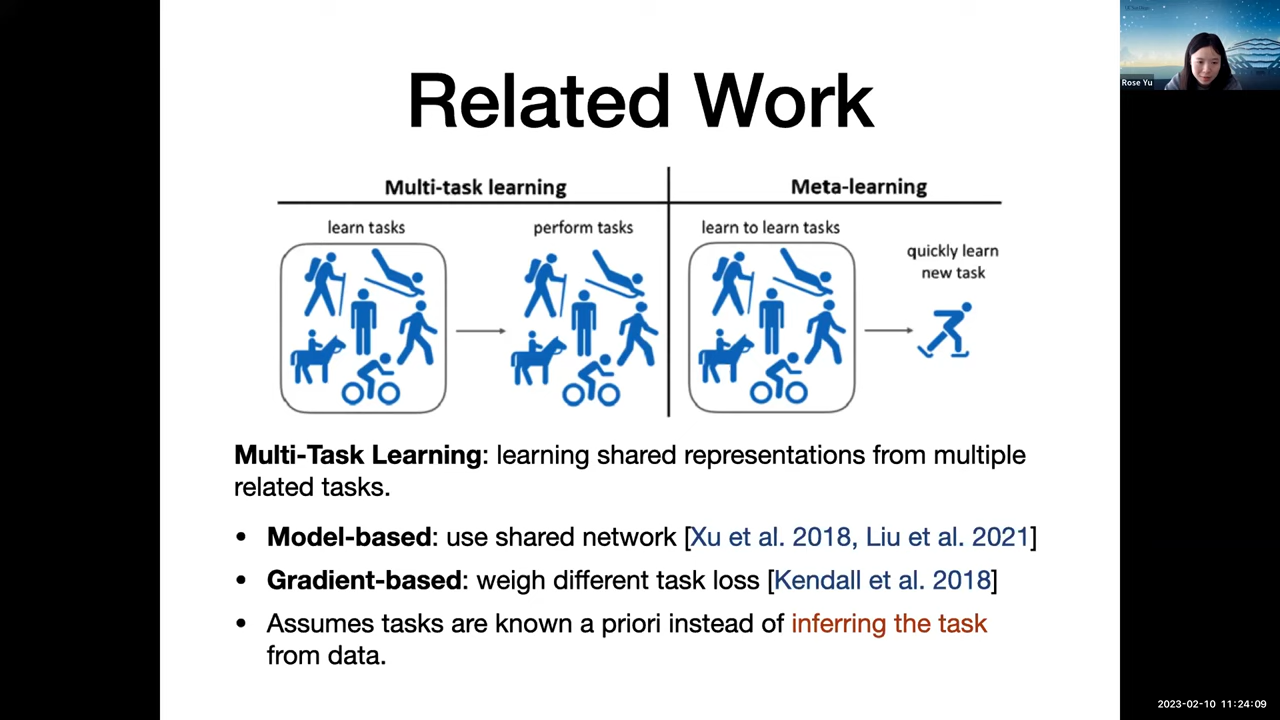 Related Work
Multi-task learning
Meta-learning
learn tasks
perform tasks
learn to learn tasks
quickly learn
new task
Multi-Task Learning: learning shared representations from multiple
related tasks.
• Model-based: use shared network [Xu et al. 2018, Liu et al. 2021]
• Gradient-based: weigh different task loss [Kendall et al. 2018]
• Assumes tasks are known a priori instead of inferring the task
from data.
Rose Yu
2023-02-10 11:24:09